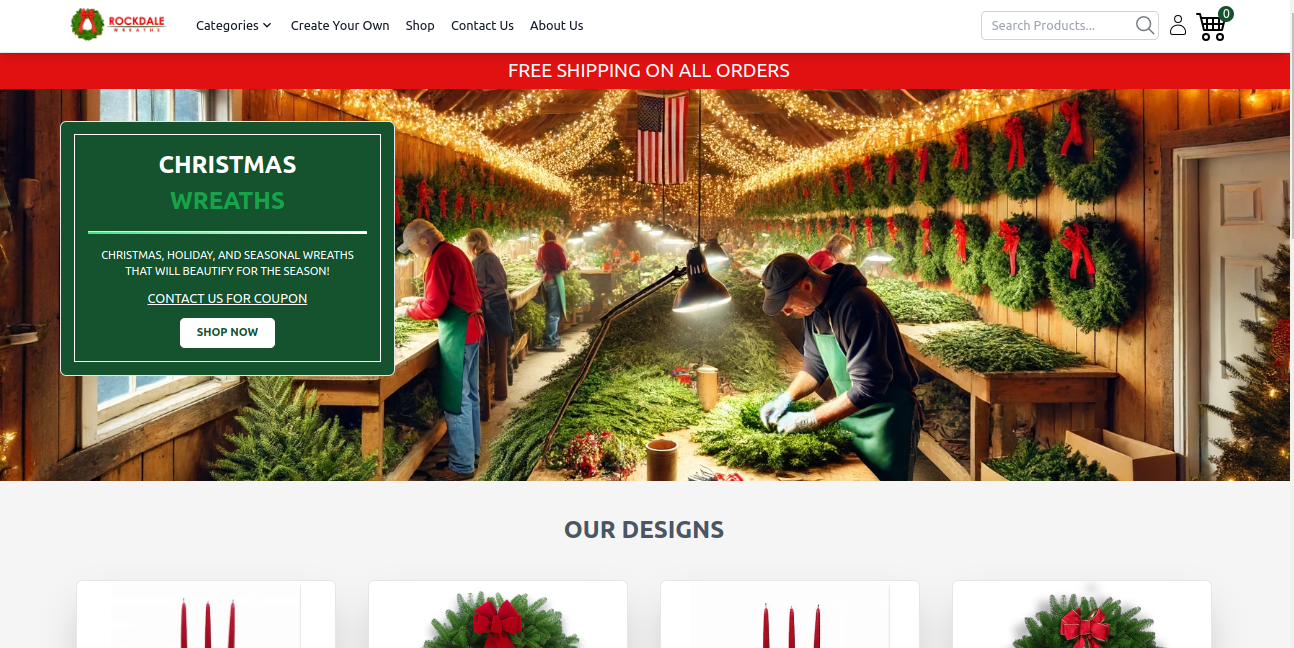 ROCKDALE
WREATHS
Categories
Create Your Own
Shop
Contact Us
About Us
Search Products...
0
FREE SHIPPING ON ALL ORDERS
CHRISTMAS
WREATHS
CHRISTMAS, HOLIDAY, AND SEASONAL WREATHS
THAT WILL BEAUTIFY FOR THE SEASON!
CONTACT US FOR COUPON
SHOP NOW
OUR DESIGNS